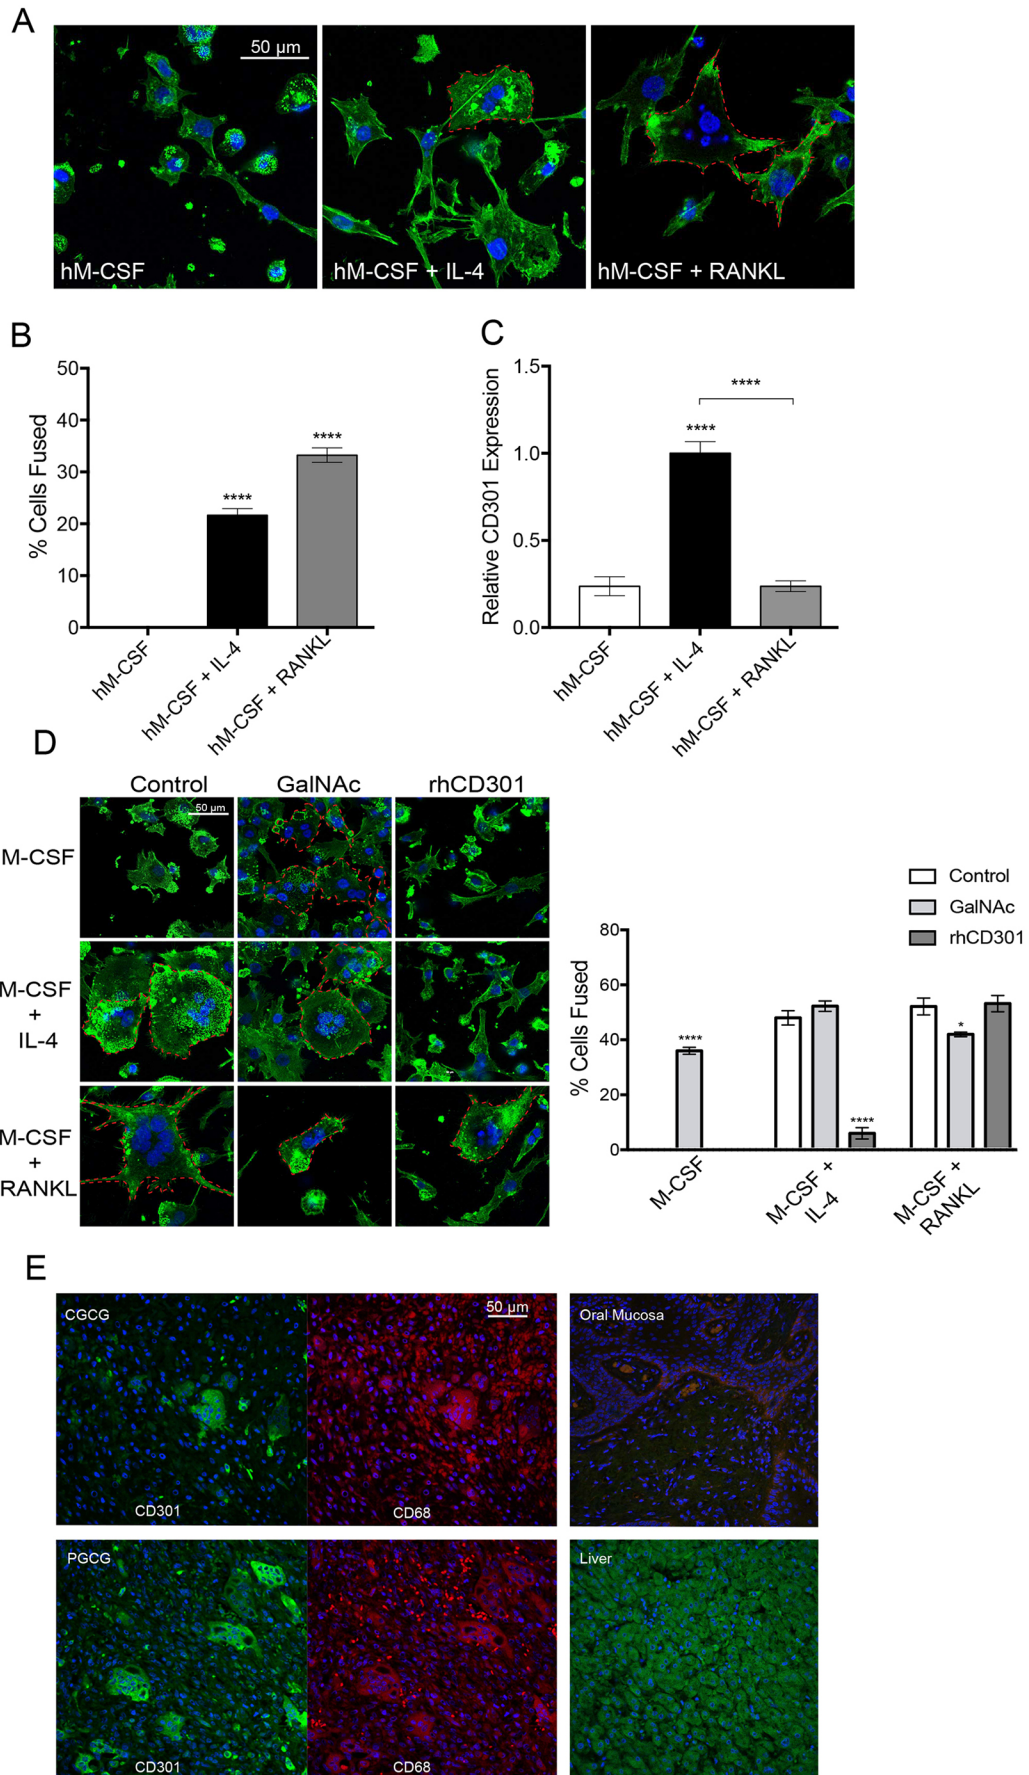 A
50 µm
hM-CSF
hM-CSF + IL-4
hM-CSF + RANKL
B
50
40
30
20
10
0
% Cells Fused
****
****
hM-CSF
hM-CSF + IL-4
hM-CSF + RANKL
C
1.5
1.0
0.5
0.0
Relative CD301 Expression
****
****
hM-CSF
hM-CSF + IL-4
hM-CSF + RANKL
D
Control
GalNAc
rhCD301
50 µm
M-CSF
M-CSF
+
IL-4
M-CSF
+
RANKL
Control
GalNAc
rhCD301
80
60
40
20
0
% Cells Fused
****
****
*
M-CSF
M-CSF +
IL-4
M-CSF +
RANKL
E
CGCG
50 µm
Oral Mucosa
CD301
CD68
PGCG
Liver
CD301
CD68